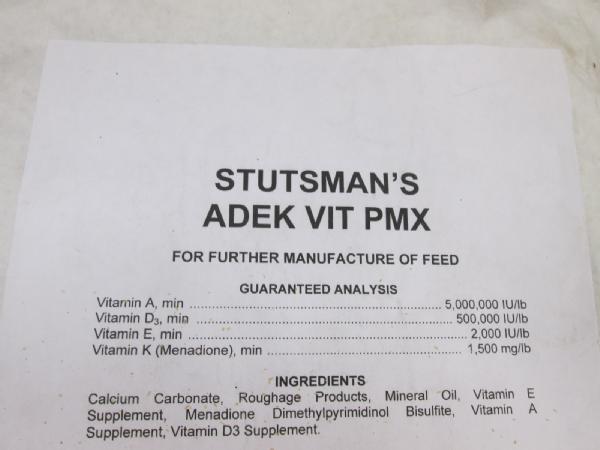 STUTSMAN'S
ADEK VIT PMX
FOR FURTHER MANUFACTURE OF FEED
GUARANTEED ANALYSIS
Vitamin A, min ........................................................ 5,000,000 IU/lb
Vitamin D3, min ........................................................ 500,000 IU/lb
Vitamin E, min ........................................................ 2,000 IU/lb
Vitamin K (Menadione), min ........................................ 1,500 mg/lb
INGREDIENTS
Calcium Carbonate, Roughage Products, Mineral Oil, Vitamin E
Supplement, Menadione Dimethylpyrimidinol Bisulfite, Vitamin A
Supplement, Vitamin D3 Supplement.